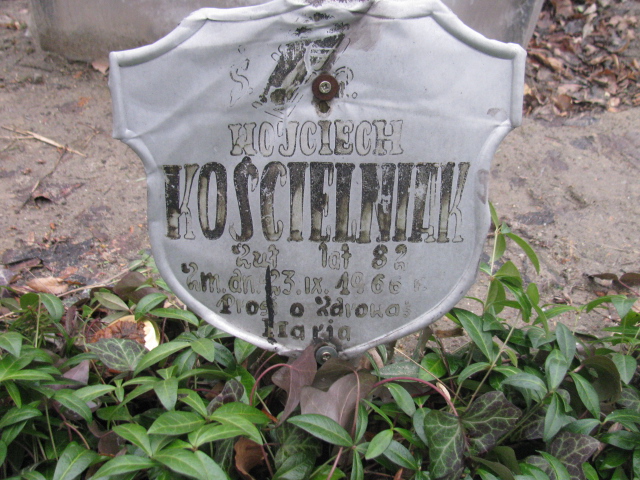 Ś. P.
WOJCIECH
KOŚCIELNIAK
Żył lat 82
Zm. dn. 23. IX. 1966 r.
Prosi o Zdrowaś
Maria